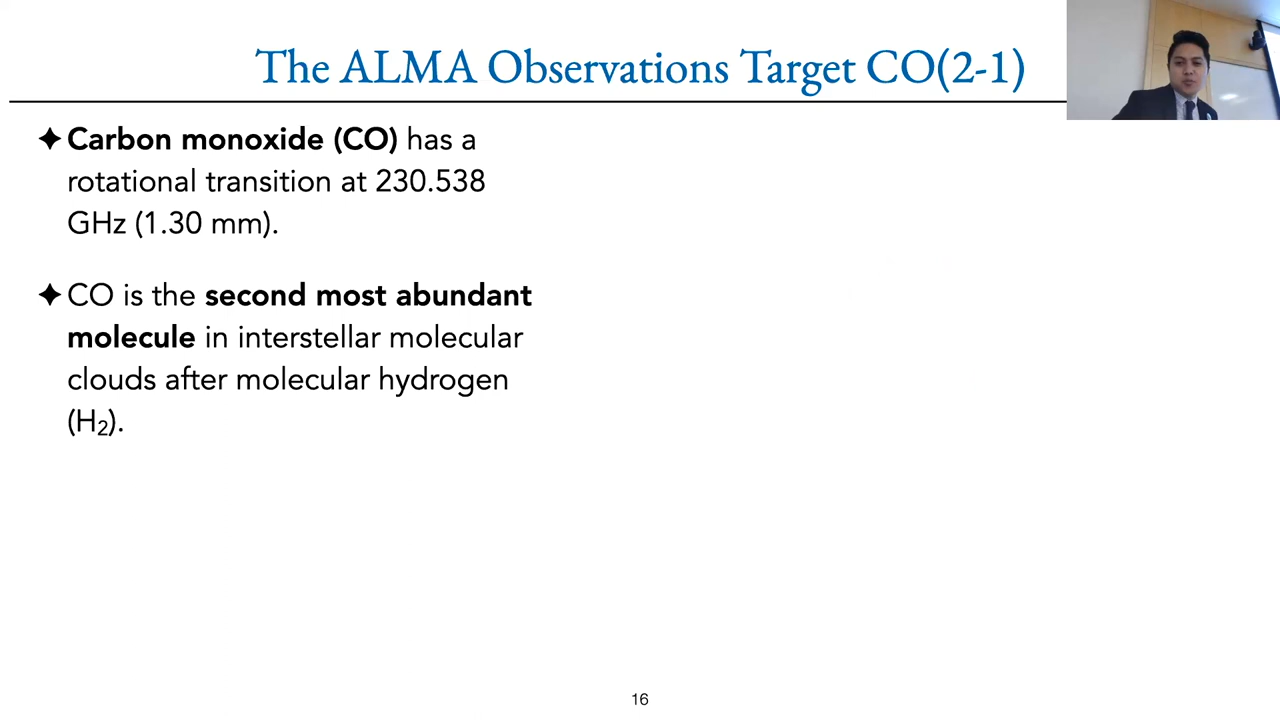 The ALMA Observations Target CO(2-1)
✦ Carbon monoxide (CO) has a
rotational transition at 230.538
GHz (1.30 mm).
✦ CO is the second most abundant
molecule in interstellar molecular
clouds after molecular hydrogen
(H₂).
16